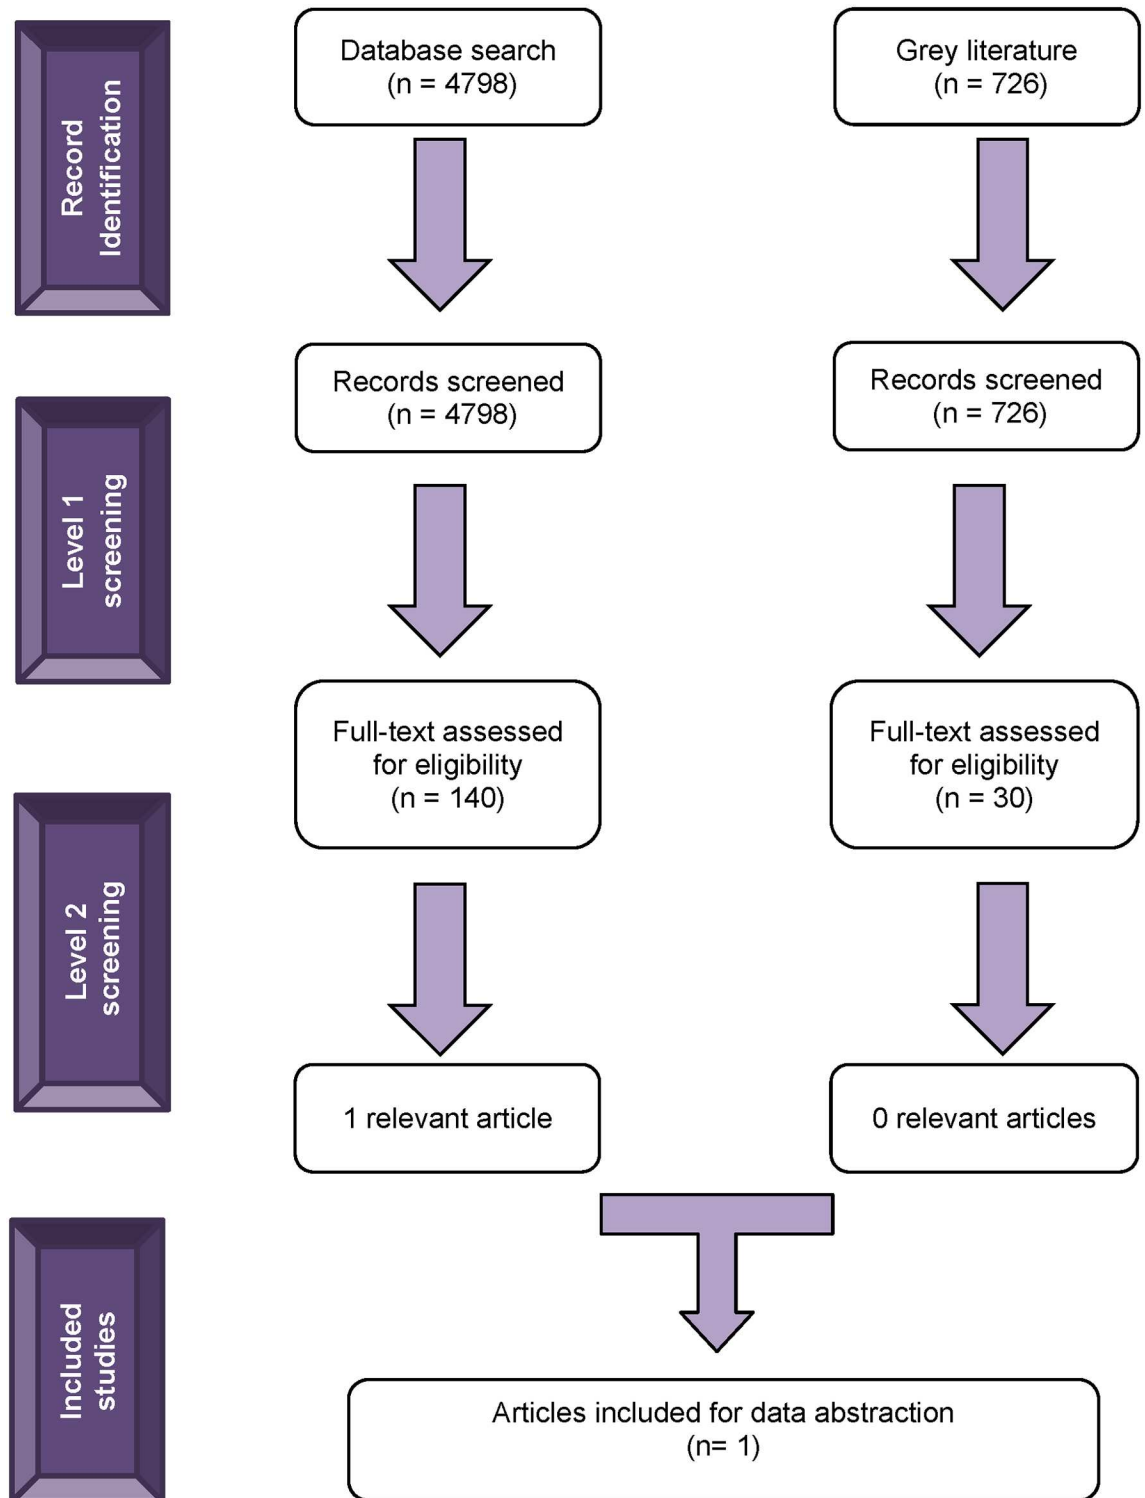 Record
Identification
Database search
(n = 4798)
Grey literature
(n = 726)
Level 1
screening
Records screened
(n = 4798)
Records screened
(n = 726)
Full-text assessed
for eligibility
(n = 140)
Full-text assessed
for eligibility
(n = 30)
Level 2
screening
1 relevant article
0 relevant articles
Included
studies
Articles included for data abstraction
(n= 1)